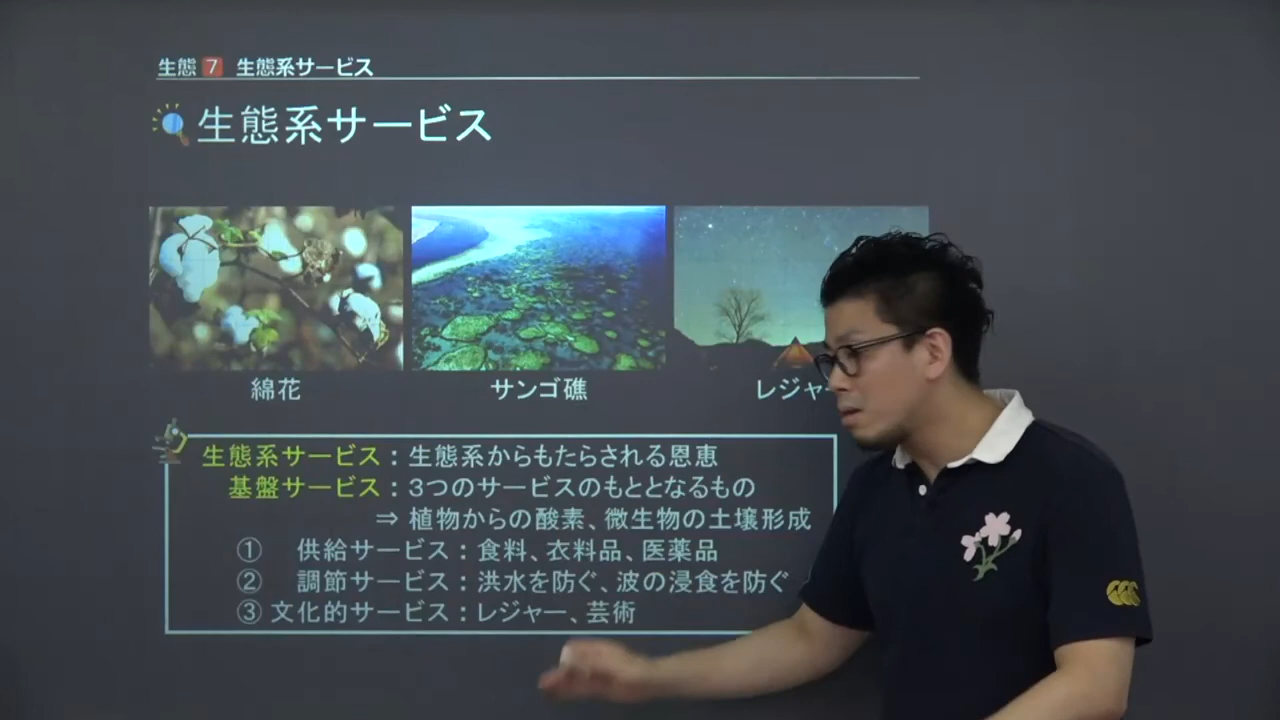 生態 7 生態系サービス
生態系サービス
綿花
サンゴ礁
レジャ
生態系サービス：生態系からもたらされる恩恵
基盤サービス：3つのサービスのもととなるもの
⇒ 植物からの酸素、微生物の土壌形成
① 供給サービス：食料、衣料品、医薬品
② 調節サービス：洪水を防ぐ、波の浸食を防ぐ
③ 文化的サービス：レジャー、芸術